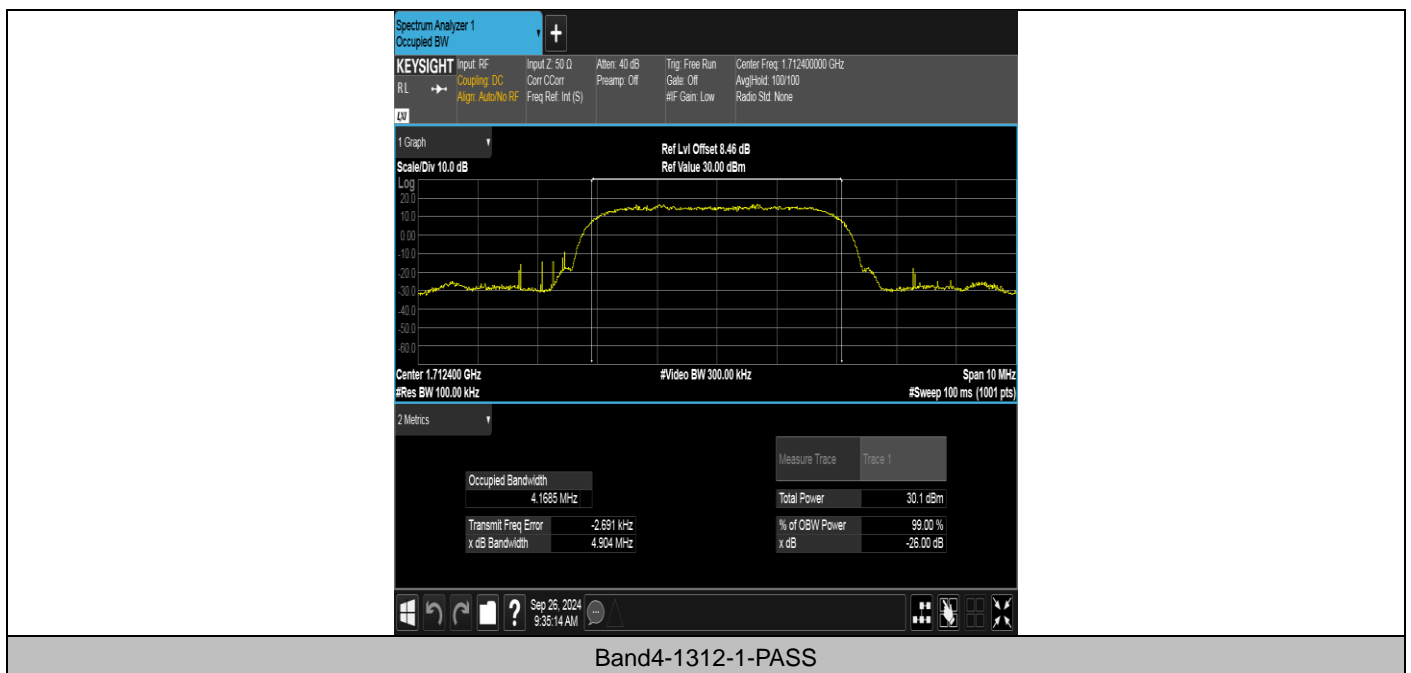 Spectrum Analyzer 1
Occupied BW
KEYSIGHT
RL
LXI
Input: RF
Coupling: DC
Align: Auto/No RF
Input Z: 50 Ω
Corr CCorr
Freq Ref: Int (S)
Atten: 40 dB
Preamp: Off
Trig: Free Run
Gate: Off
#IF Gain: Low
Center Freq: 1.712400000 GHz
Avg|Hold: 100/100
Radio Std: None
1 Graph
Scale/Div 10.0 dB
Ref Lvl Offset 8.46 dB
Ref Value 30.00 dBm
Log
20.0
10.0
0.00
-10.0
-20.0
-30.0
-40.0
-50.0
-60.0
Center 1.712400 GHz
#Video BW 300.00 kHz
Span 10 MHz
#Res BW 100.00 kHz
#Sweep 100 ms (1001 pts)
2 Metrics
Measure Trace Trace 1
Occupied Bandwidth
4.1685 MHz
Total Power 30.1 dBm
Transmit Freq Error -2.691 kHz
% of OBW Power 99.00 %
x dB Bandwidth 4.904 MHz
x dB -26.00 dB
?
Sep 26, 2024
9:35:14 AM
Band4-1312-1-PASS